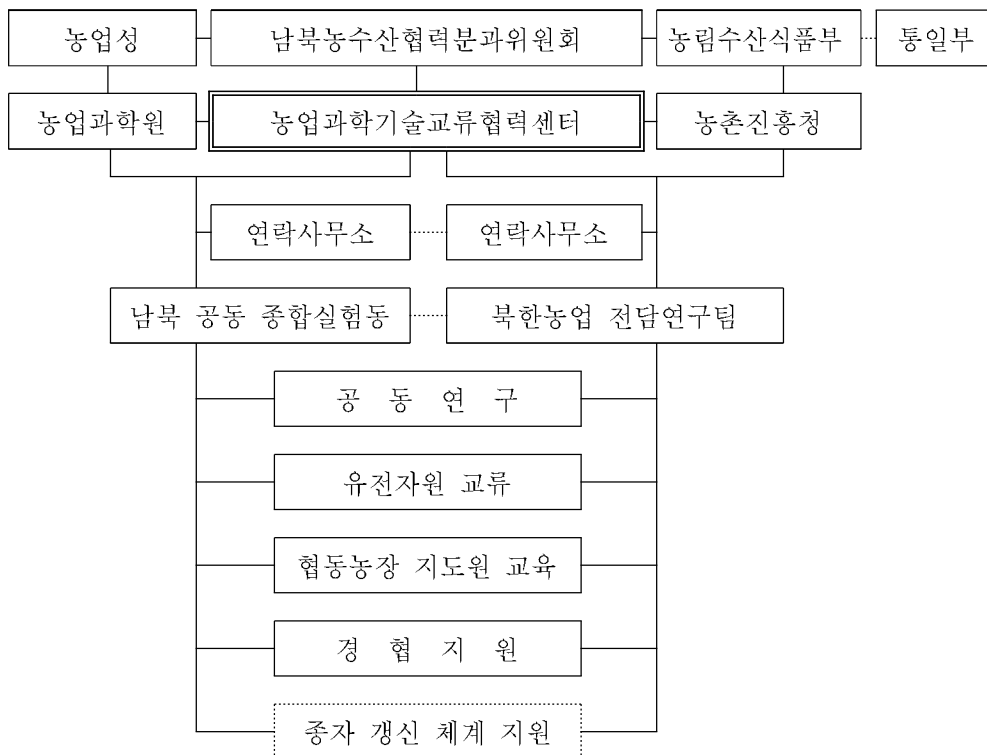 농업성
남북농수산협력분과위원회
농림수산식품부
통일부
농업과학원
농업과학기술교류협력센터
농촌진흥청
연락사무소
연락사무소
남북 공동 종합실험동
북한농업 전담연구팀
공 동 연 구
유전자원 교류
협동농장 지도원 교육
경 협 지 원
종자 갱신 체계 지원